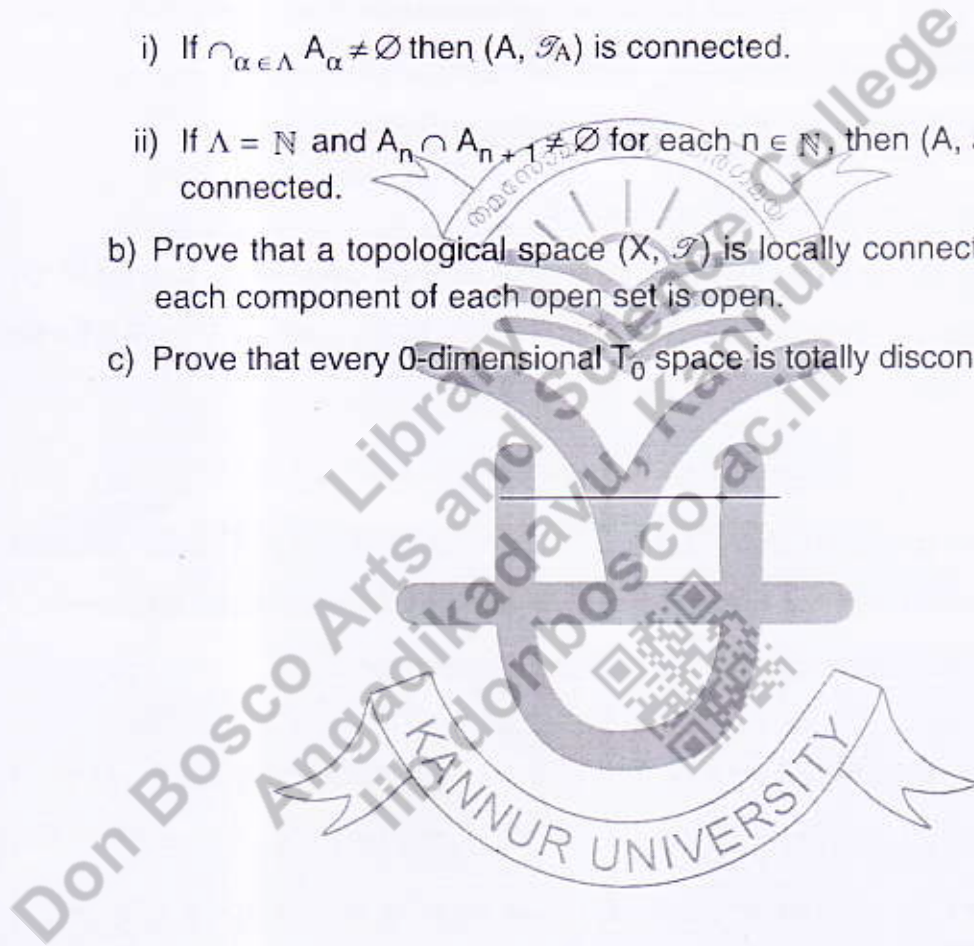 i) If ∩α ∈ Λ Aα ≠ ∅ then (A, 𝒯A) is connected.
ii) If Λ = ℕ and An ∩ An + 1 ≠ ∅ for each n ∈ ℕ, then (A,
connected.
b) Prove that a topological space (X, 𝒯) is locally connect
each component of each open set is open.
c) Prove that every 0-dimensional T0 space is totally discon
Library
Don Bosco Arts and Science College
Angadikadavu, Kannur
lib.donbosco.ac.in
KANNUR UNIVERSITY